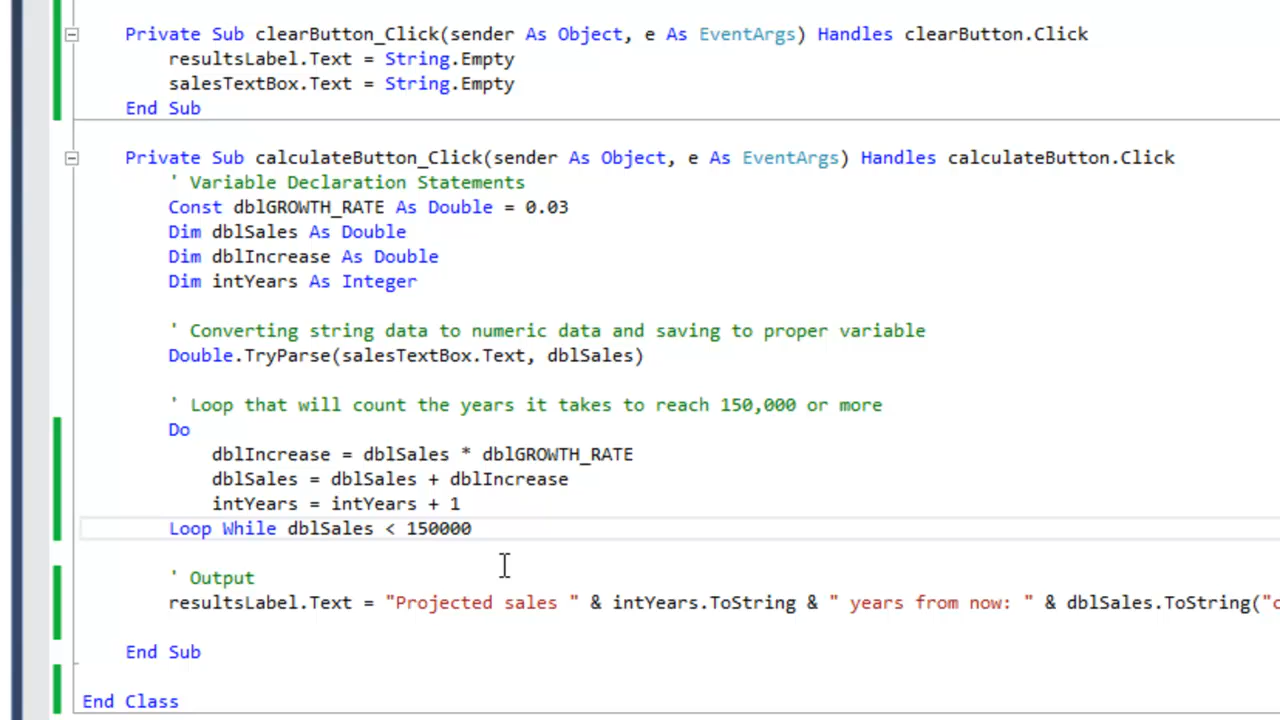 Private Sub clearButton_Click(sender As Object, e As EventArgs) Handles clearButton.Click
resultsLabel.Text = String.Empty
salesTextBox.Text = String.Empty
End Sub
Private Sub calculateButton_Click(sender As Object, e As EventArgs) Handles calculateButton.Click
' Variable Declaration Statements
Const dblGROWTH_RATE As Double = 0.03
Dim dblSales As Double
Dim dblIncrease As Double
Dim intYears As Integer
' Converting string data to numeric data and saving to proper variable
Double.TryParse(salesTextBox.Text, dblSales)
' Loop that will count the years it takes to reach 150,000 or more
Do
dblIncrease = dblSales * dblGROWTH_RATE
dblSales = dblSales + dblIncrease
intYears = intYears + 1
Loop While dblSales < 150000
' Output
resultsLabel.Text = "Projected sales " & intYears.ToString & " years from now: " & dblSales.ToString("
End Sub
End Class